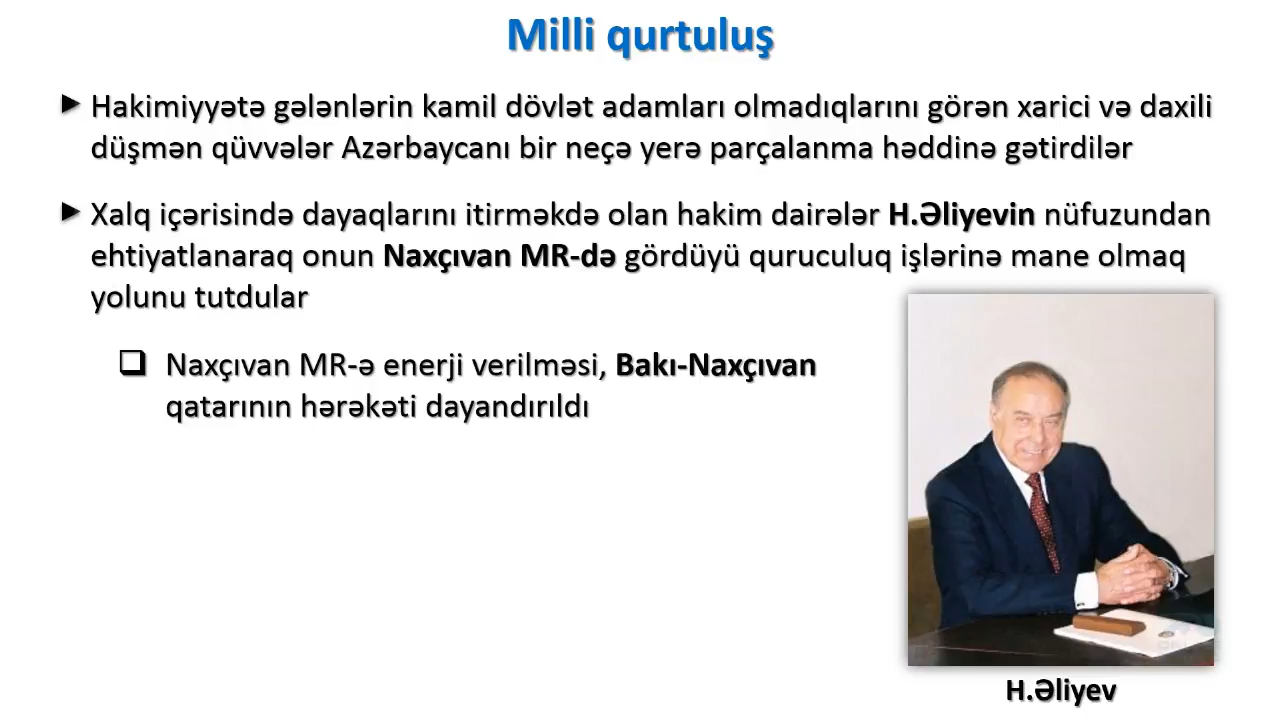 Milli qurtuluş
► Hakimiyyətə gələnlərin kamil dövlət adamları olmadıqlarını görən xarici və daxili
düşmən qüvvələr Azərbaycanı bir neçə yerə parçalanma həddinə gətirdilər
► Xalq içərisində dayaqlarını itirməkdə olan hakim dairələr H.Əliyevin nüfuzundan
ehtiyatlanaraq onun Naxçıvan MR-də gördüyü quruculuq işlərinə mane olmaq
yolunu tutdular
❑ Naxçıvan MR-ə enerji verilməsi, Bakı-Naxçıvan
qatarının hərəkəti dayandırıldı
H.Əliyev